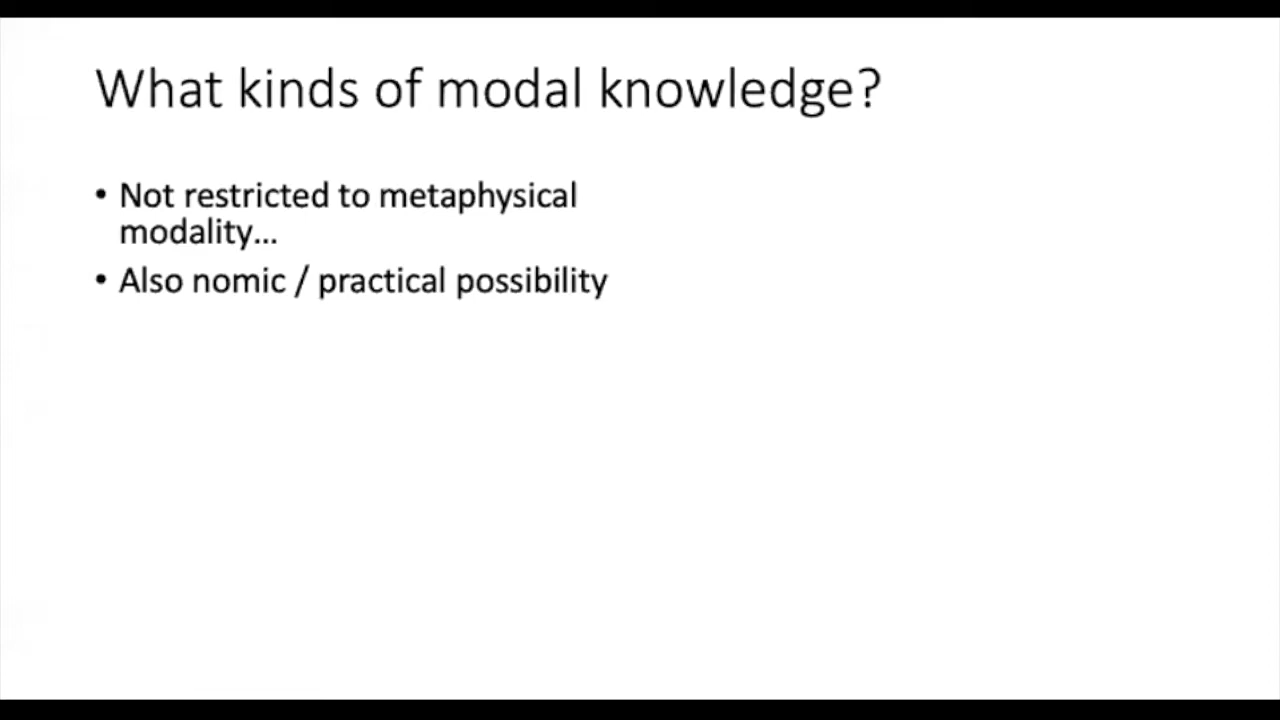 What kinds of modal knowledge?
• Not restricted to metaphysical
modality...
• Also nomic / practical possibility